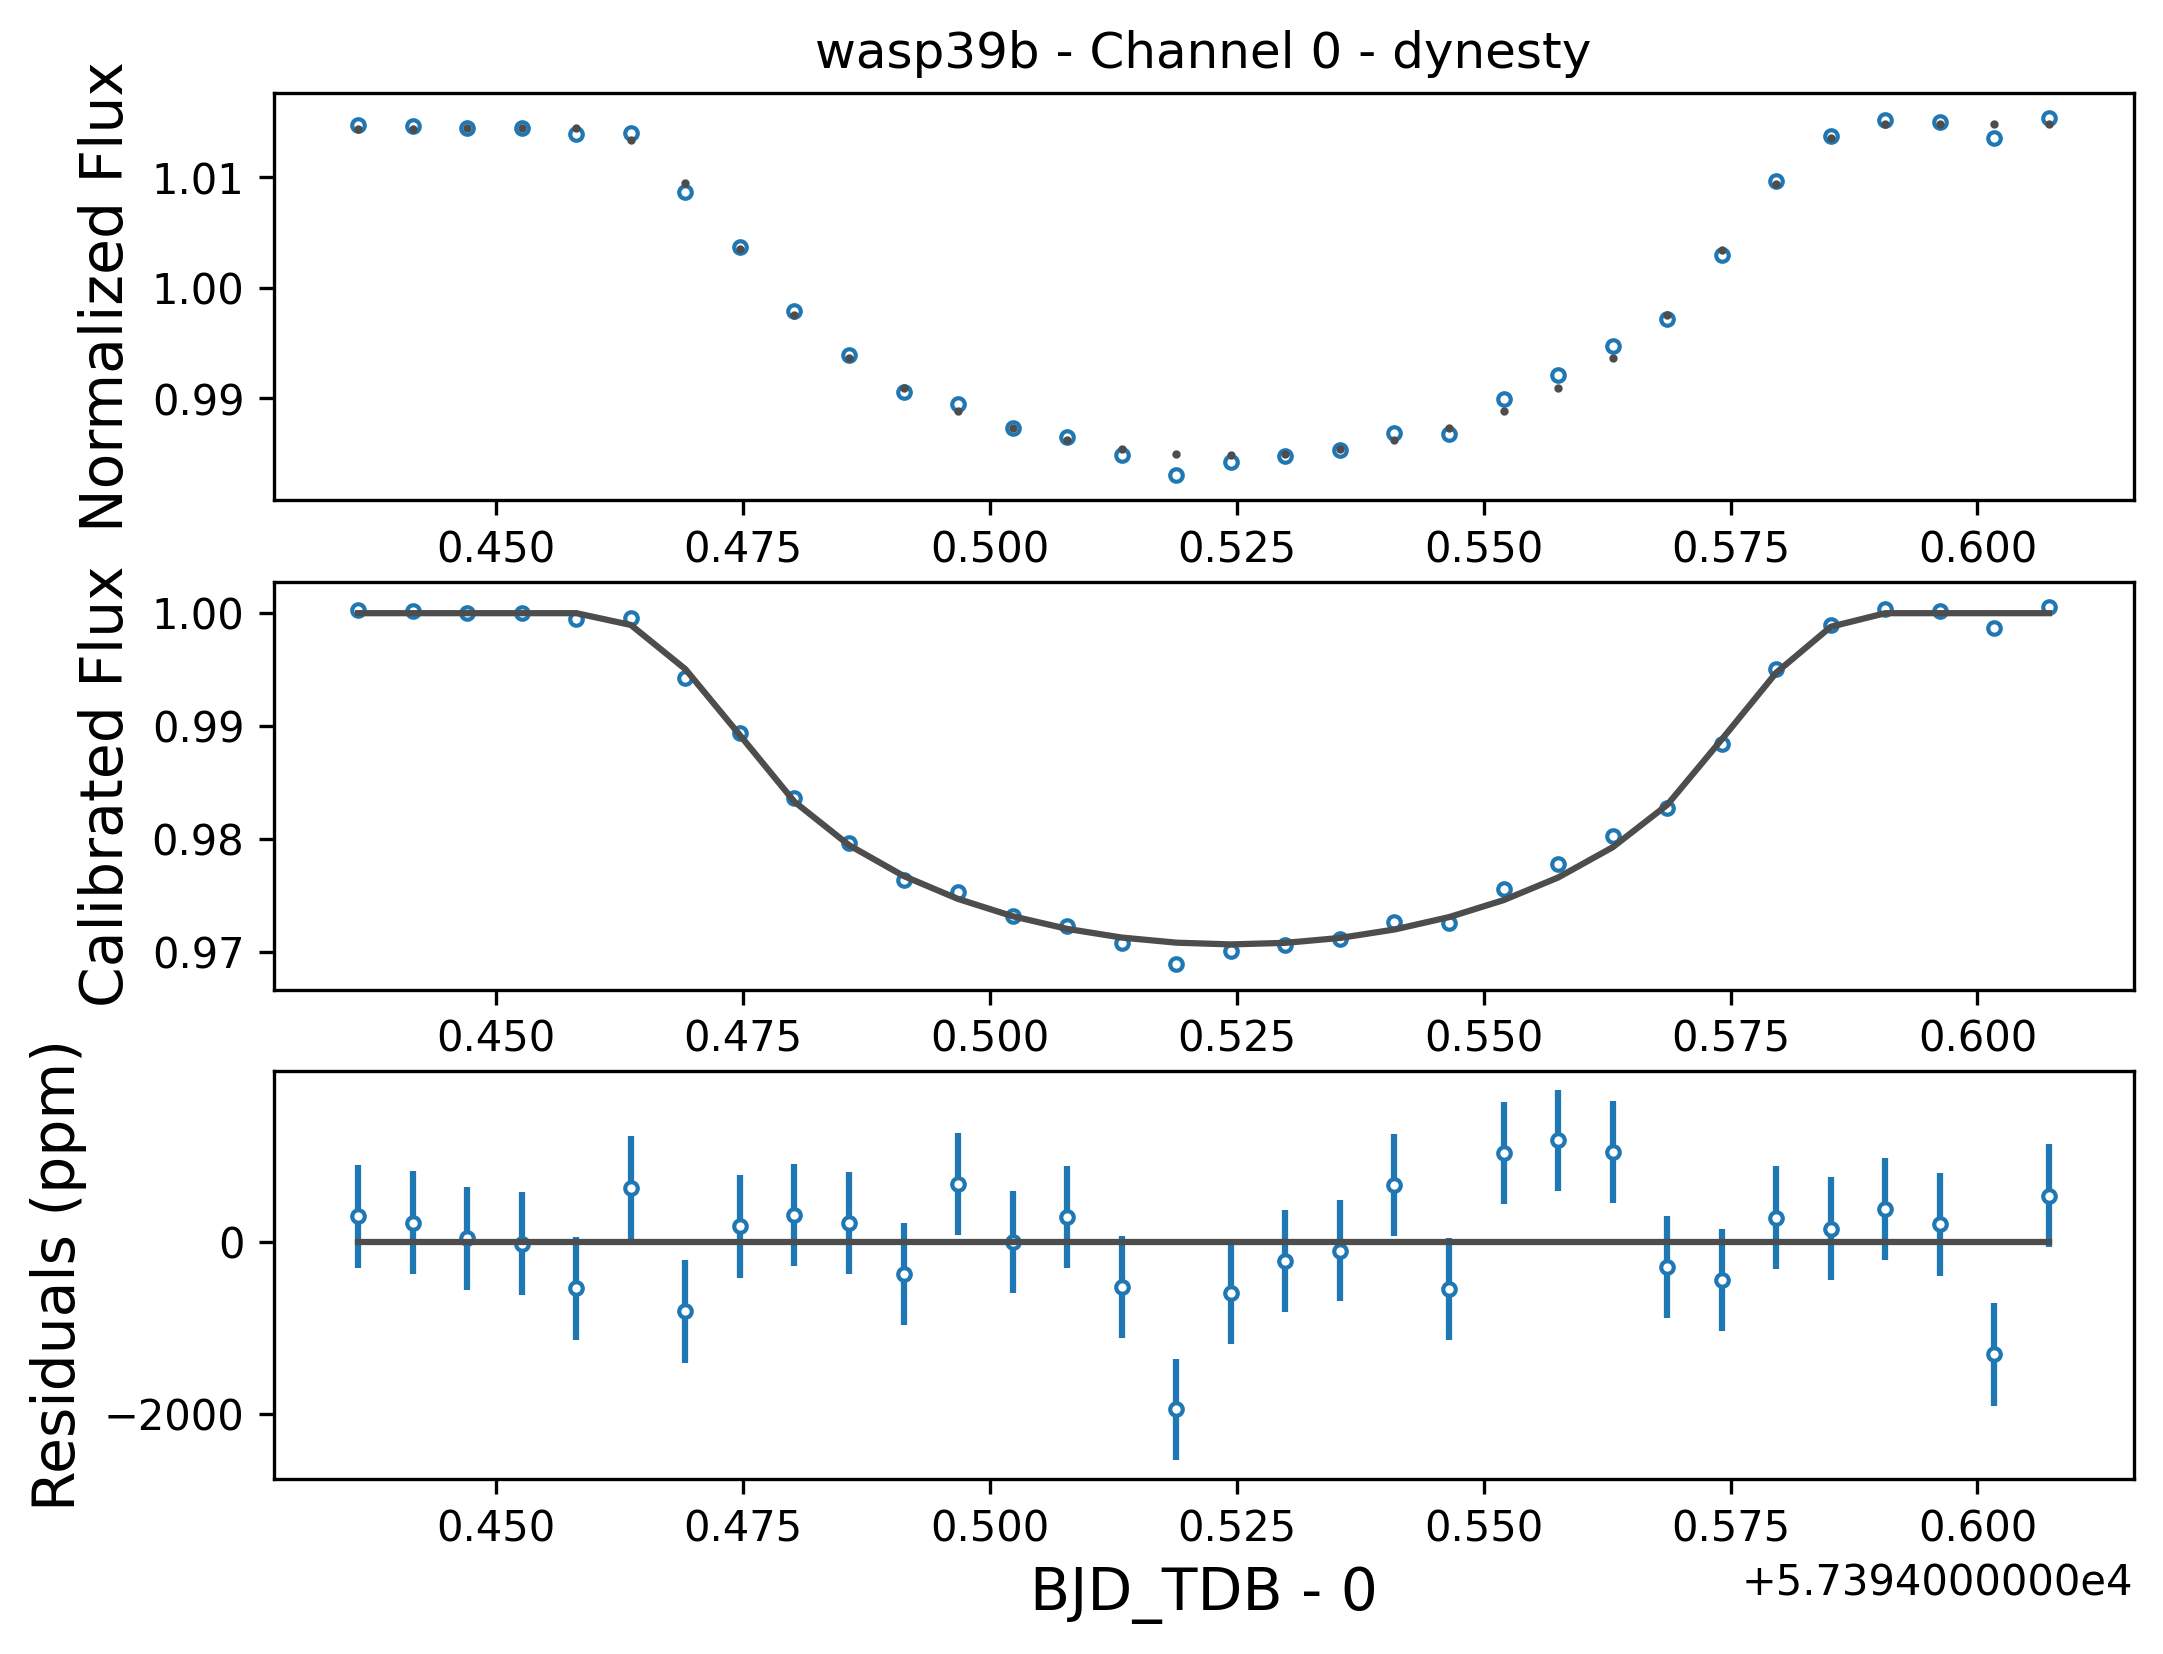 wasp39b - Channel 0 - dynesty
Normalized Flux
1.01
1.00
0.99
0.450 0.475 0.500 0.525 0.550 0.575 0.600
Calibrated Flux
1.00
0.99
0.98
0.97
0.450 0.475 0.500 0.525 0.550 0.575 0.600
Residuals (ppm)
0
−2000
0.450 0.475 0.500 0.525 0.550 0.575 0.600
+5.7394000000e4
BJD_TDB - 0